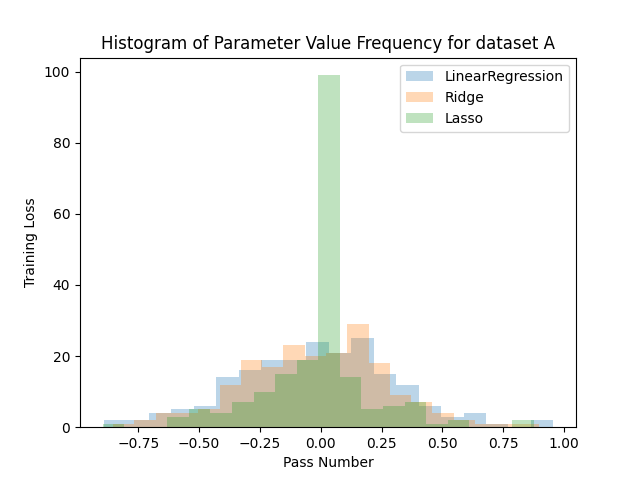 Histogram of Parameter Value Frequency for dataset A
LinearRegression
Ridge
Lasso
100
80
60
40
20
0
Training Loss
−0.75 −0.50 −0.25 0.00 0.25 0.50 0.75 1.00
Pass Number